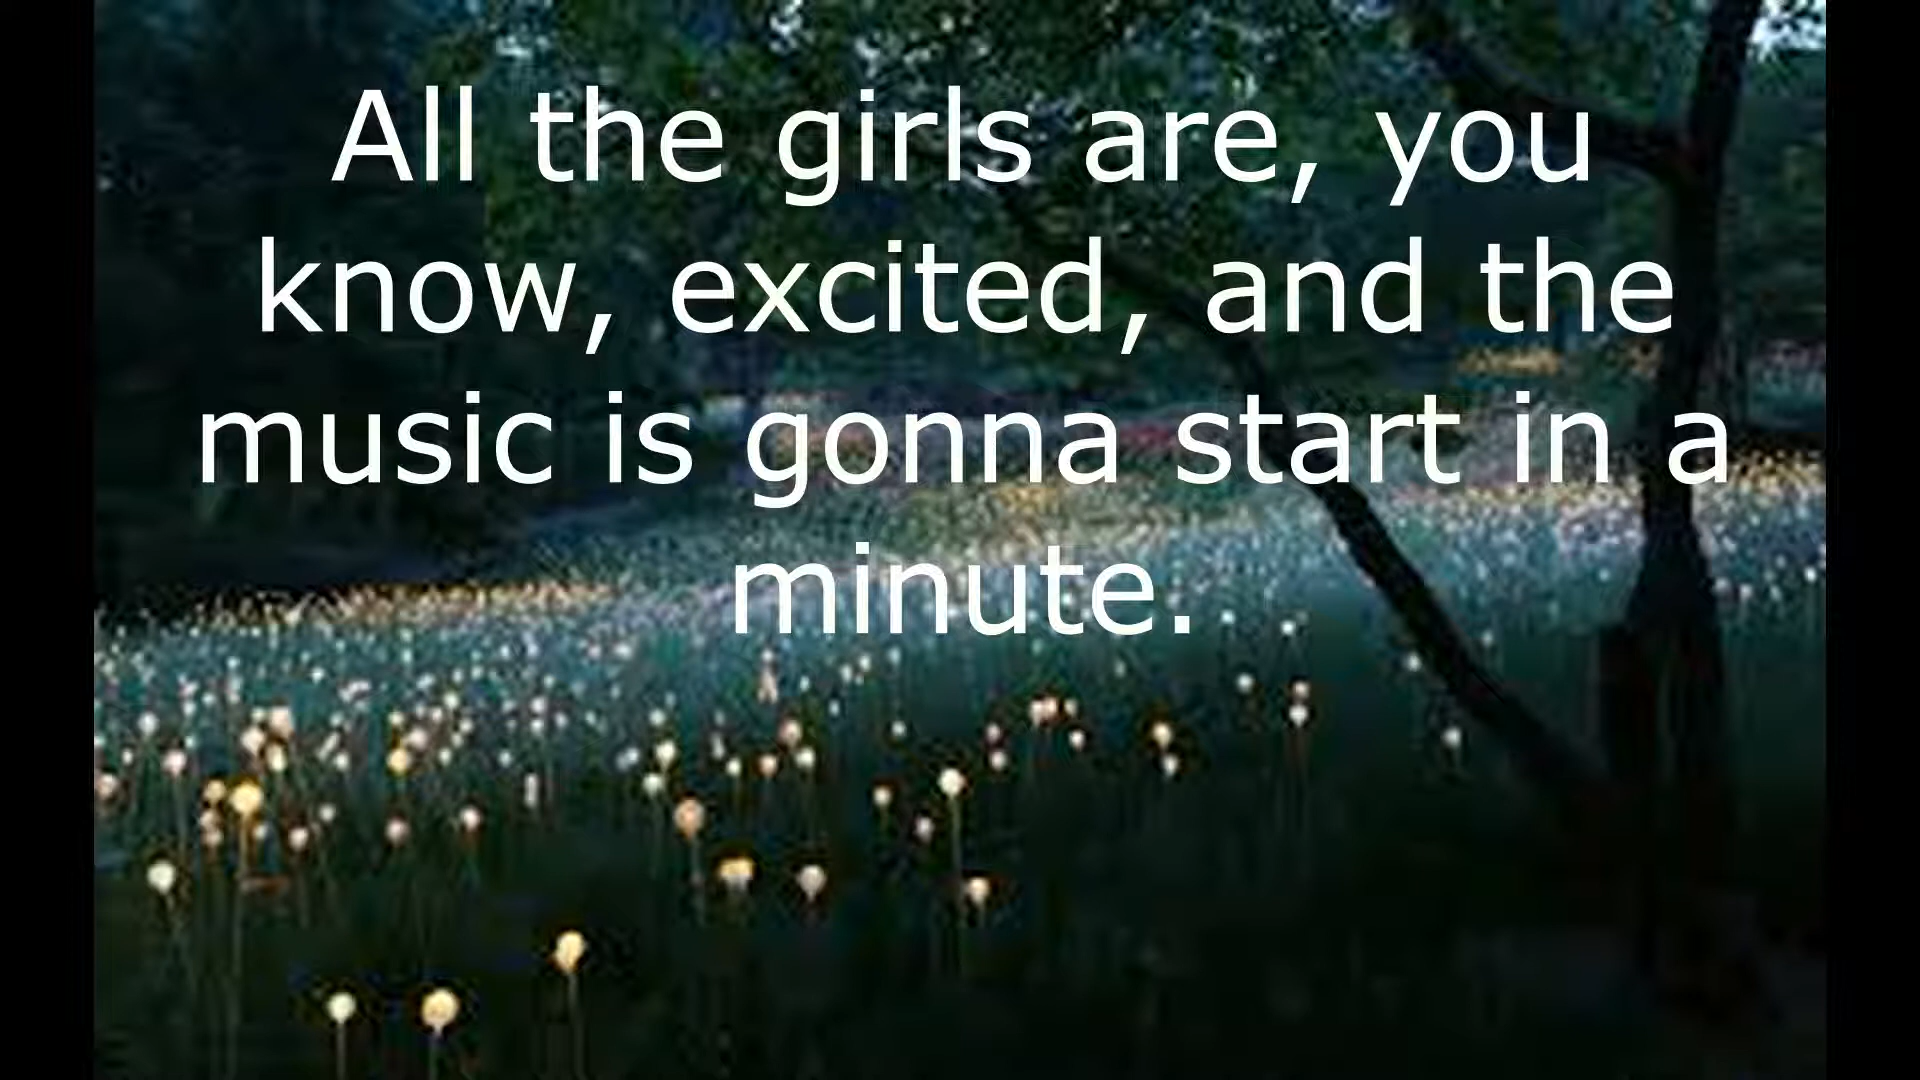 All the girls are, you
know, excited, and the
music is gonna start in a
minute.